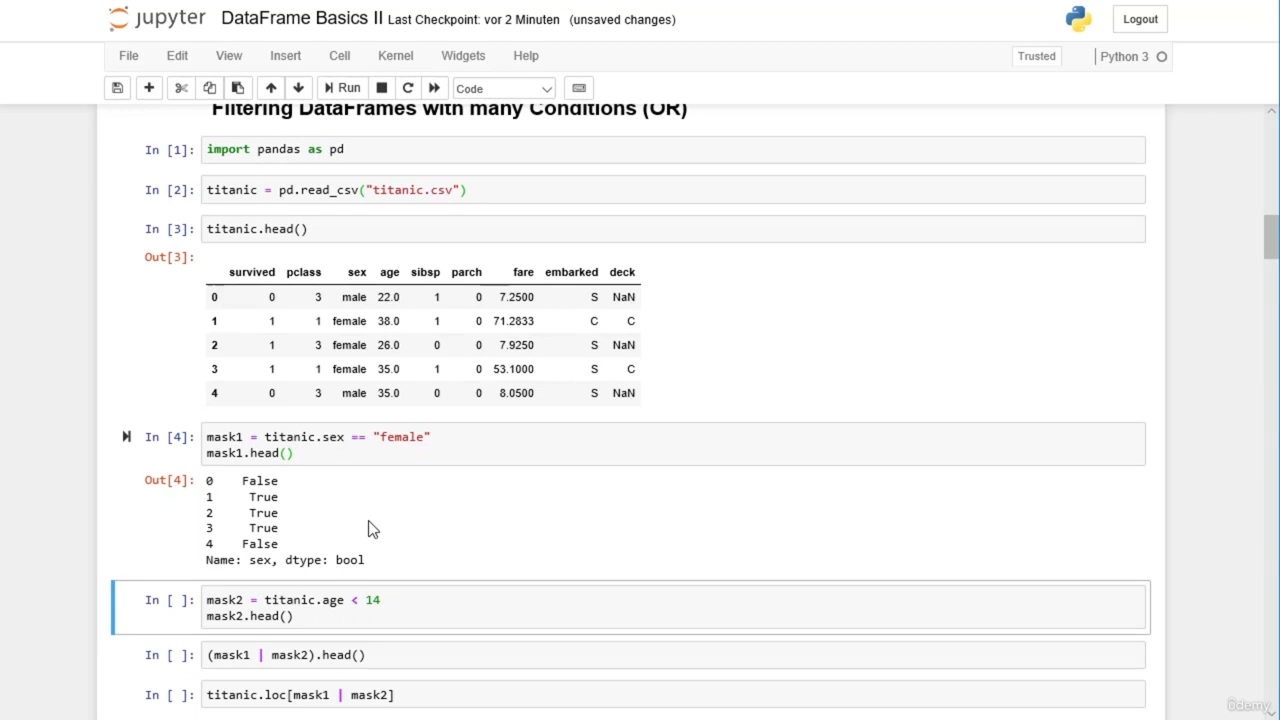 jupyter DataFrame Basics II Last Checkpoint: vor 2 Minuten (unsaved changes) Logout
File Edit View Insert Cell Kernel Widgets Help Trusted Python 3
Run Code
Filtering DataFrames with many Conditions (OR)
In [1]: import pandas as pd
In [2]: titanic = pd.read_csv("titanic.csv")
In [3]: titanic.head()
Out[3]:
survived pclass sex age sibsp parch fare embarked deck
0 0 3 male 22.0 1 0 7.2500 S NaN
1 1 1 female 38.0 1 0 71.2833 C C
2 1 3 female 26.0 0 0 7.9250 S NaN
3 1 1 female 35.0 1 0 53.1000 S C
4 0 3 male 35.0 0 0 8.0500 S NaN
In [4]: mask1 = titanic.sex == "female"
mask1.head()
Out[4]: 0 False
1 True
2 True
3 True
4 False
Name: sex, dtype: bool
In [ ]: mask2 = titanic.age < 14
mask2.head()
In [ ]: (mask1 | mask2).head()
In [ ]: titanic.loc[mask1 | mask2]
ûdemy